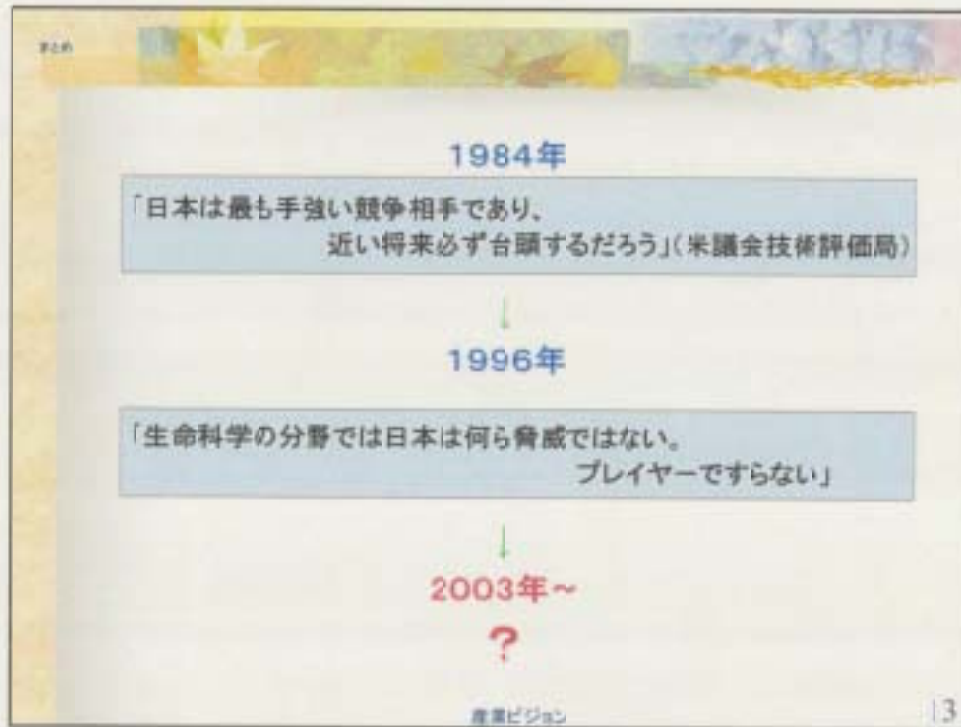 まとめ
1984年
「日本は最も手強い競争相手であり、
近い将来必ず台頭するだろう」(米議会技術評価局)
↓
1996年
「生命科学の分野では日本は何ら脅威ではない。
プレイヤーですらない」
↓
2003年～
?
産業ビジョン
13